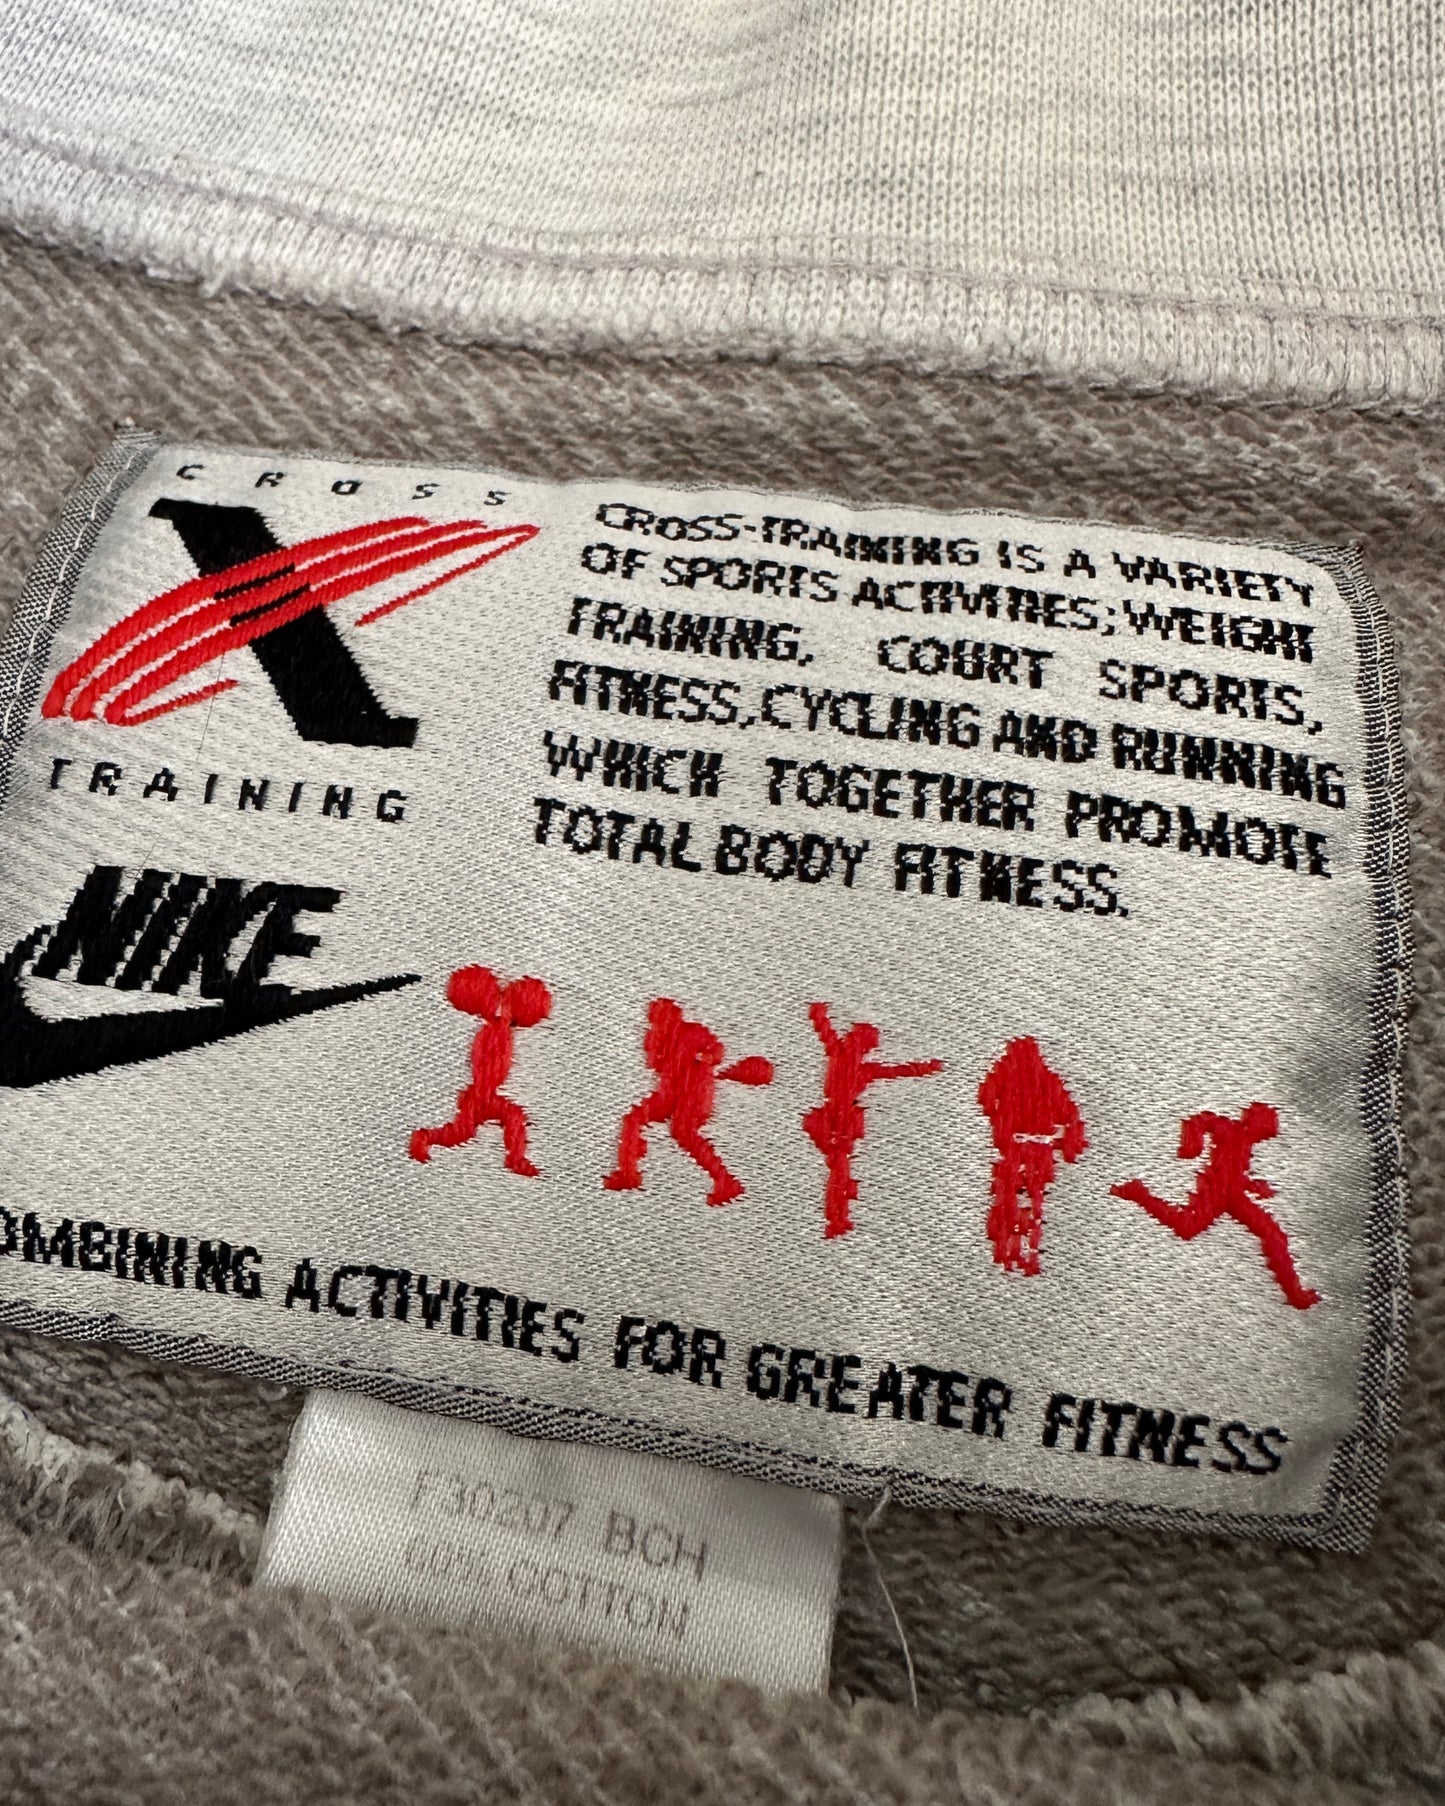 CROSS
X
TRAINING
CROSS-TRAINING IS A VARIETY
OF SPORTS ACTIVITIES; WEIGHT
TRAINING, COURT SPORTS,
FITNESS, CYCLING AND RUNNING
WHICH TOGETHER PROMOTE
TOTAL BODY FITNESS.
NIKE
OMBINING ACTIVITIES FOR GREATER FITNESS
BCH
COTTON